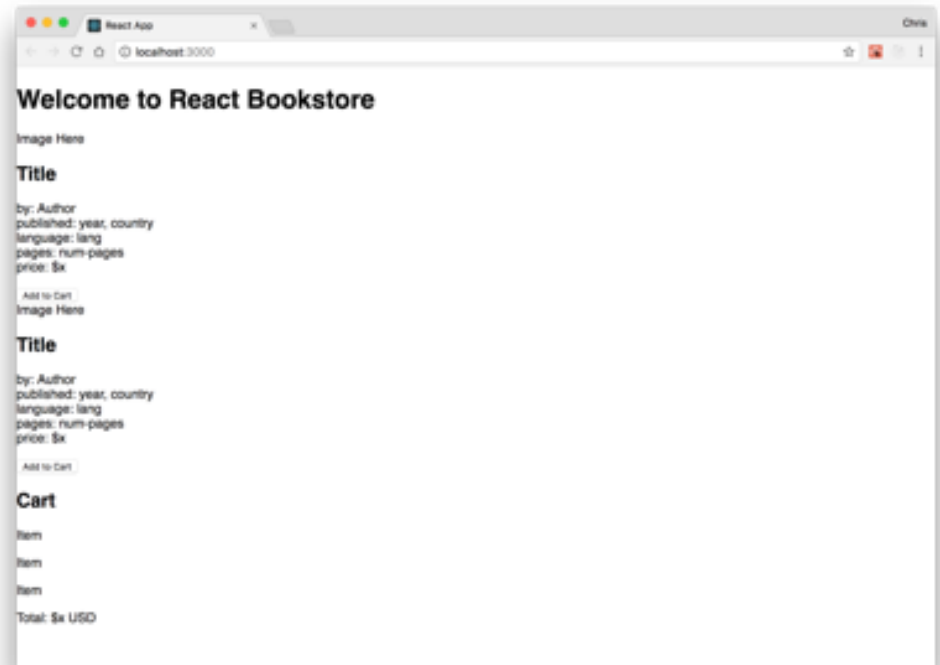 React App
Chris
localhost:3000
Welcome to React Bookstore
Image Here
Title
by: Author
published: year, country
language: lang
pages: num-pages
price: $x
Add to Cart
Image Here
Title
by: Author
published: year, country
language: lang
pages: num-pages
price: $x
Add to Cart
Cart
Item
Item
Item
Total: $x USD